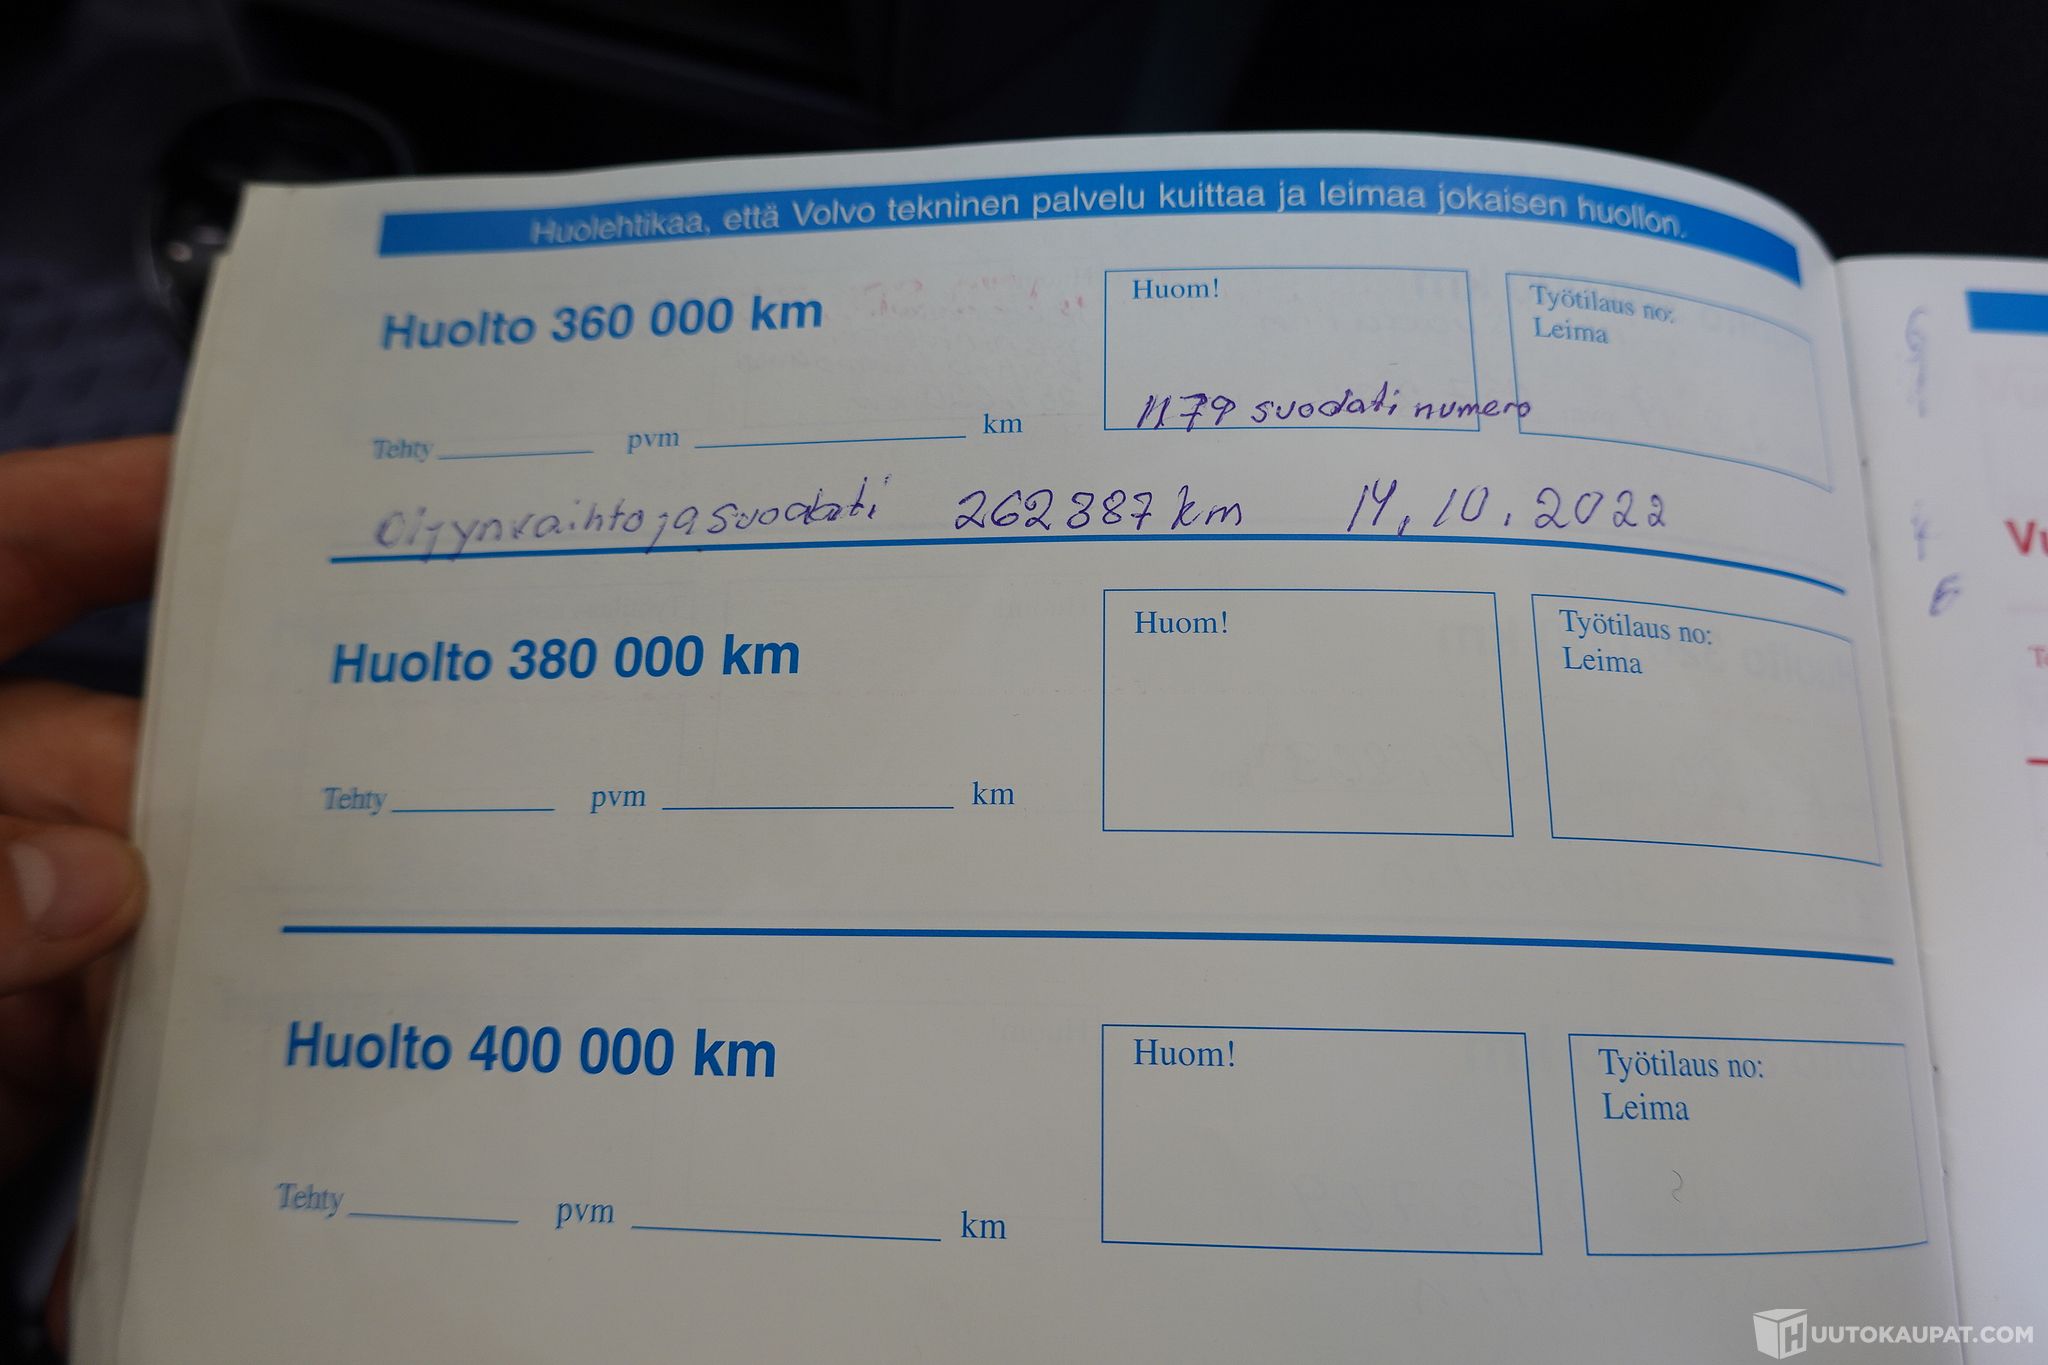 Huolehtikaa, että Volvo tekninen palvelu kuittaa ja leimaa jokaisen huollon.
Huolto 360 000 km
Huom!
Työtilaus no:
Leima
1179 suodati numero
Tehty pvm km
Öljynvaihto ja suodati 262887 km 14.10.2022
Huolto 380 000 km
Huom!
Työtilaus no:
Leima
Tehty pvm km
Huolto 400 000 km
Huom!
Työtilaus no:
Leima
Tehty pvm km
HUUTOKAUPAT.COM